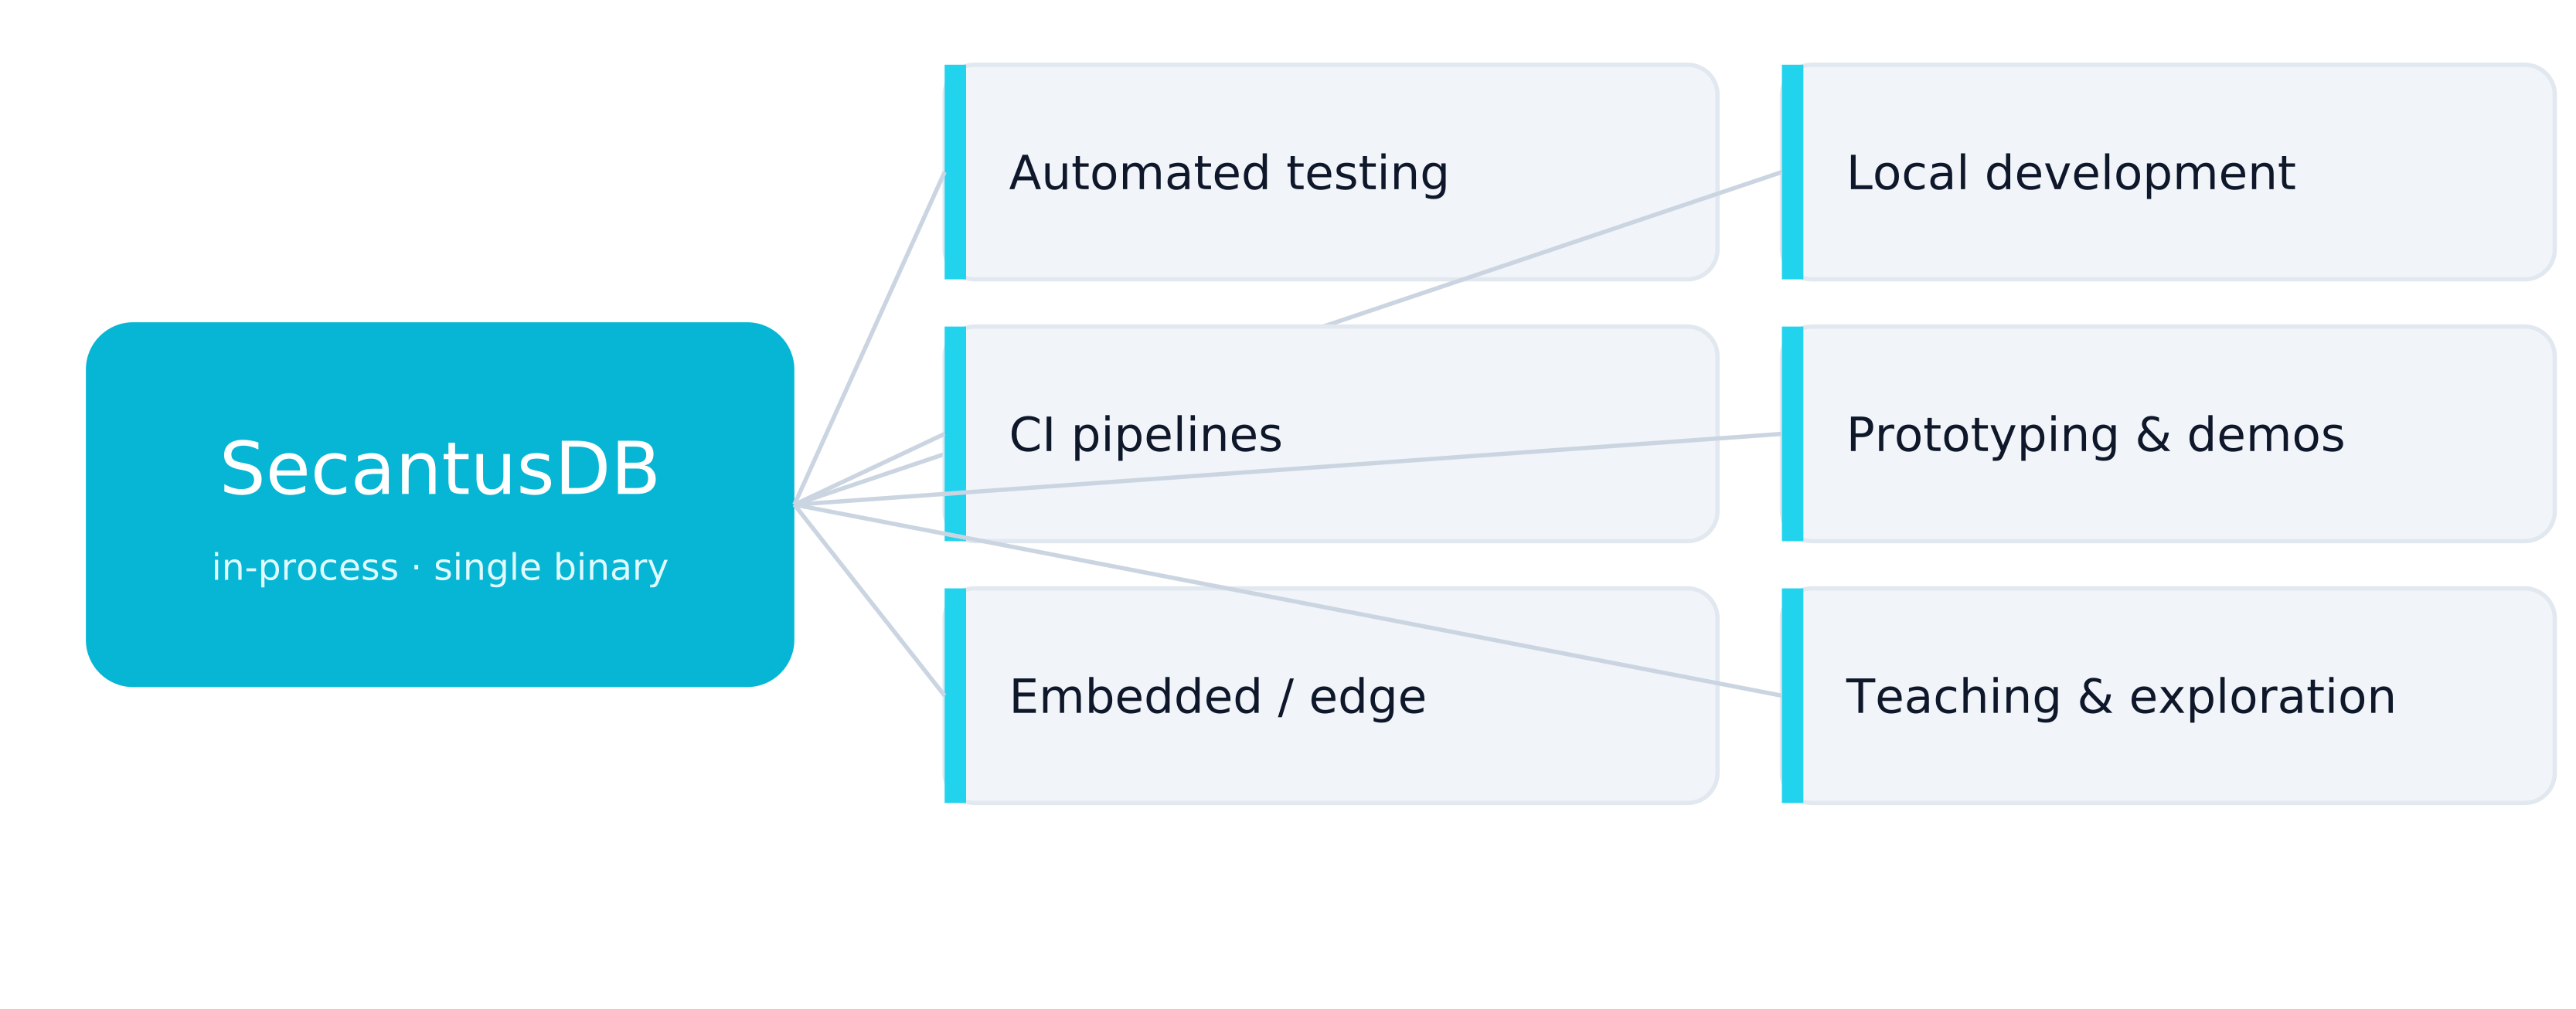 SecantusDB
in-process · single binary
Automated testing
Local development
CI pipelines
Prototyping & demos
Embedded / edge
Teaching & exploration